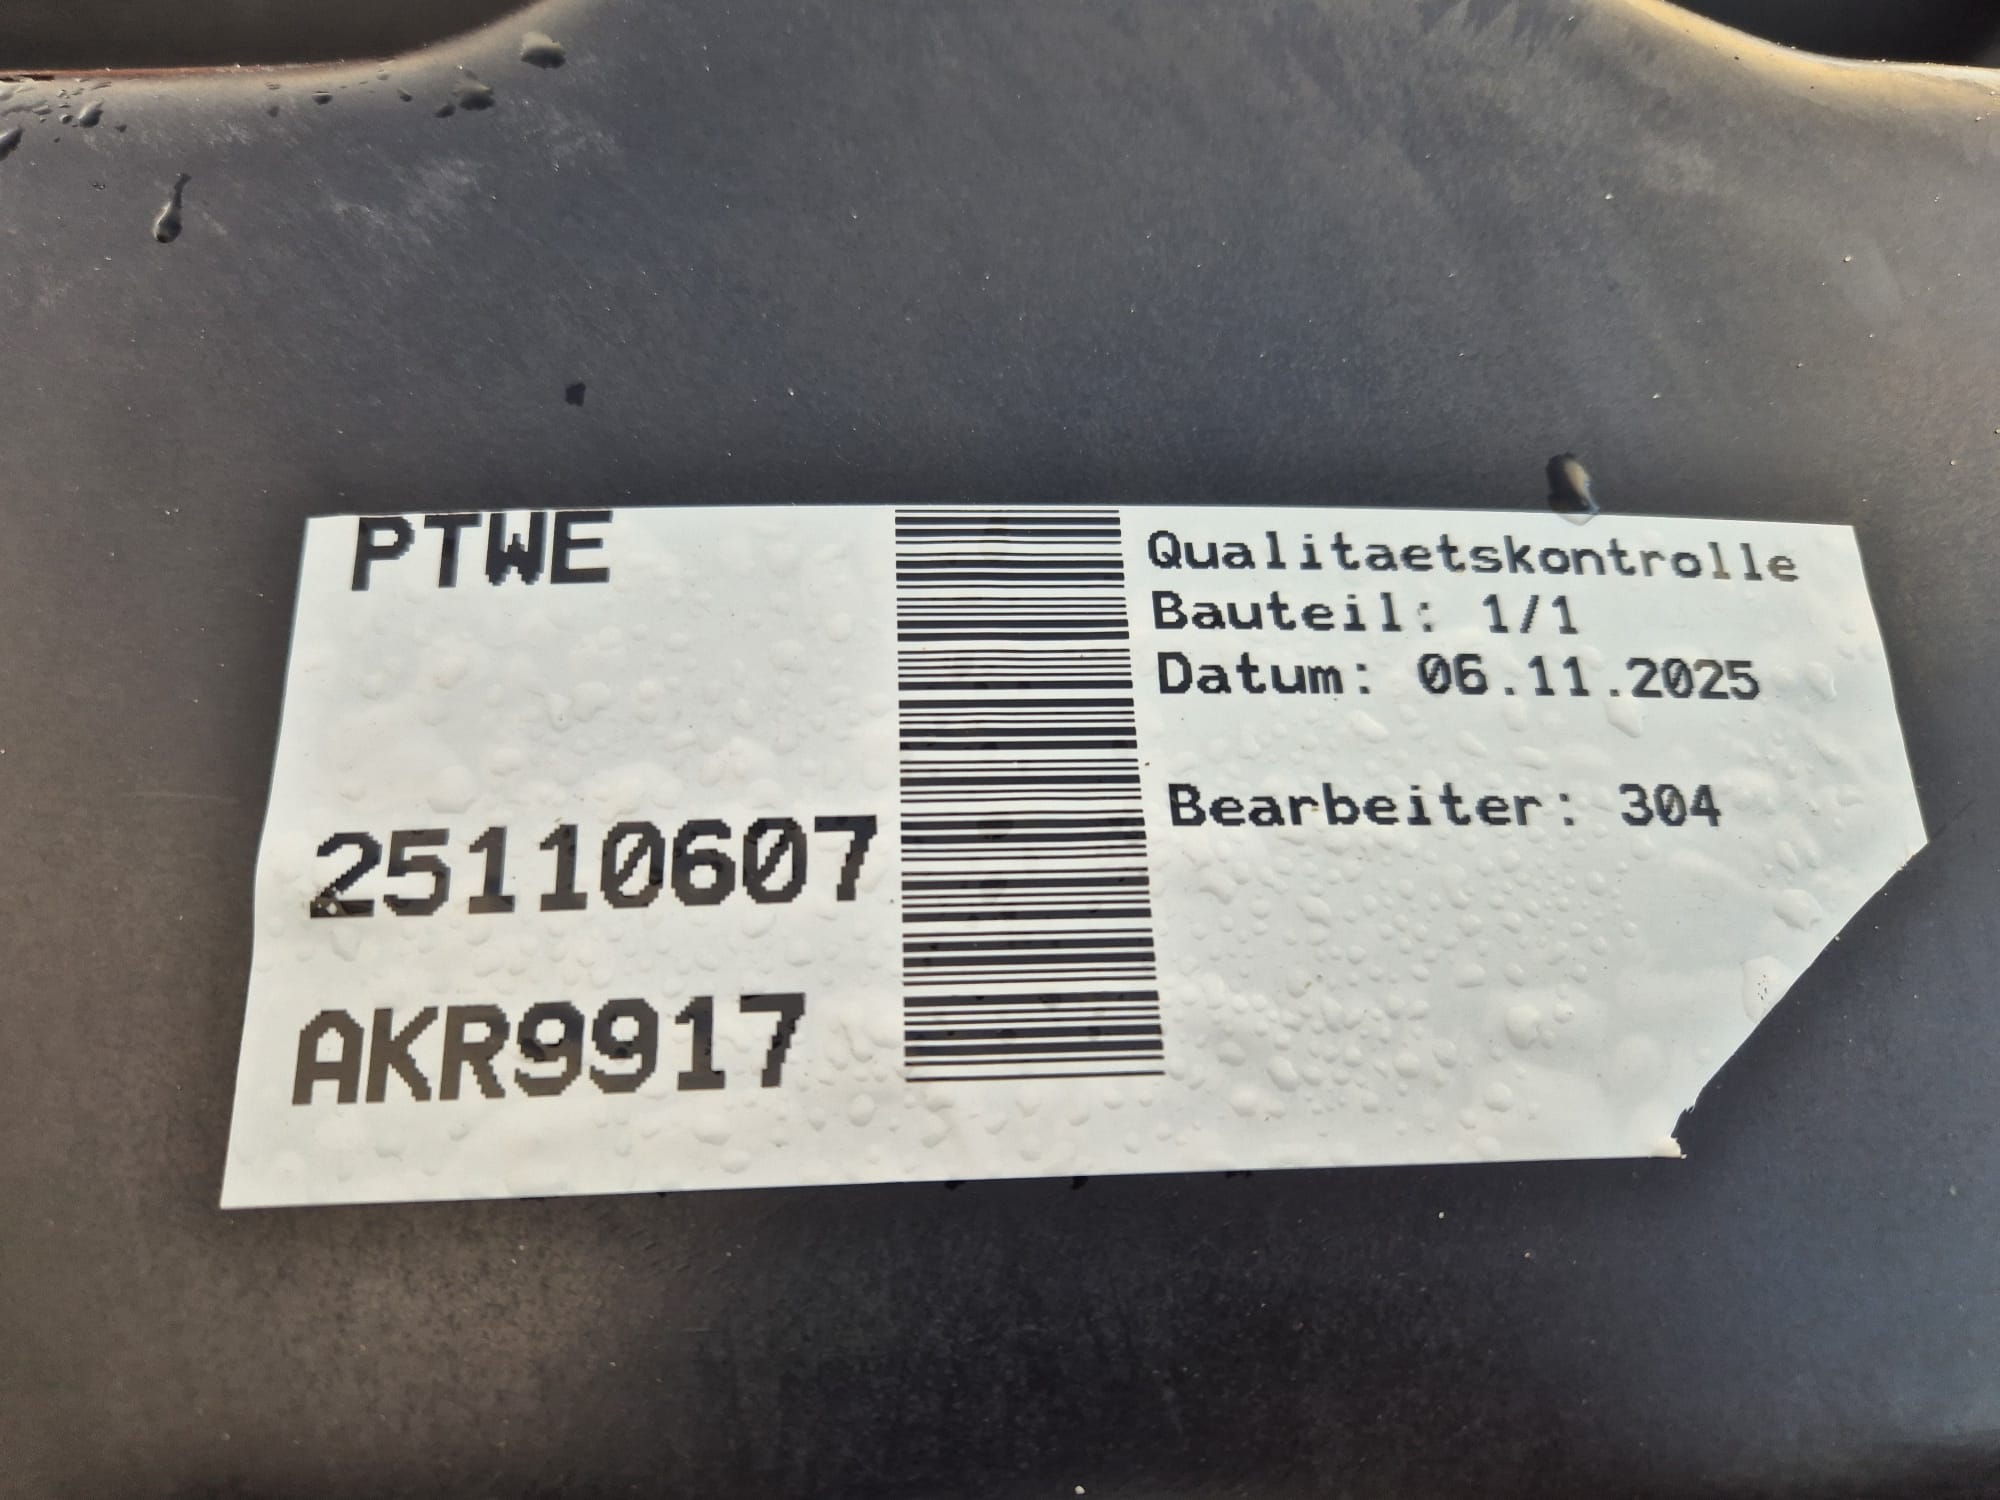 PTWE
25110607
AKR9917
Qualitaetskontrolle
Bauteil: 1/1
Datum: 06.11.2025
Bearbeiter: 304